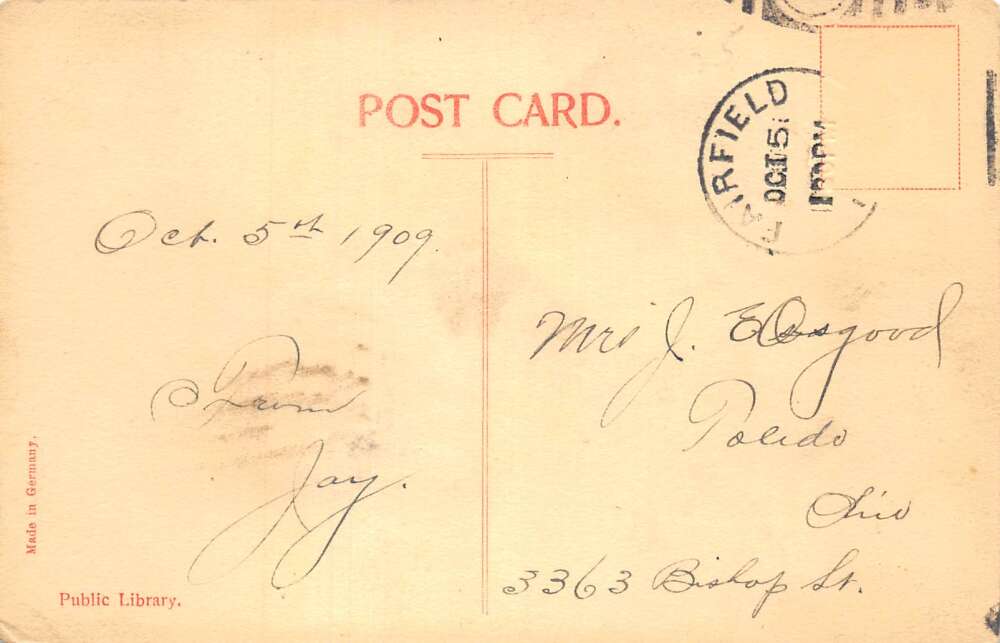 POST CARD.
FAIRFIELD
OCT 5
Oct. 5th 1909.
From
Jay.
Mrs J. E Osgood
Toledo
Ohio
3363 Bishop St.
Made in Germany.
Public Library.